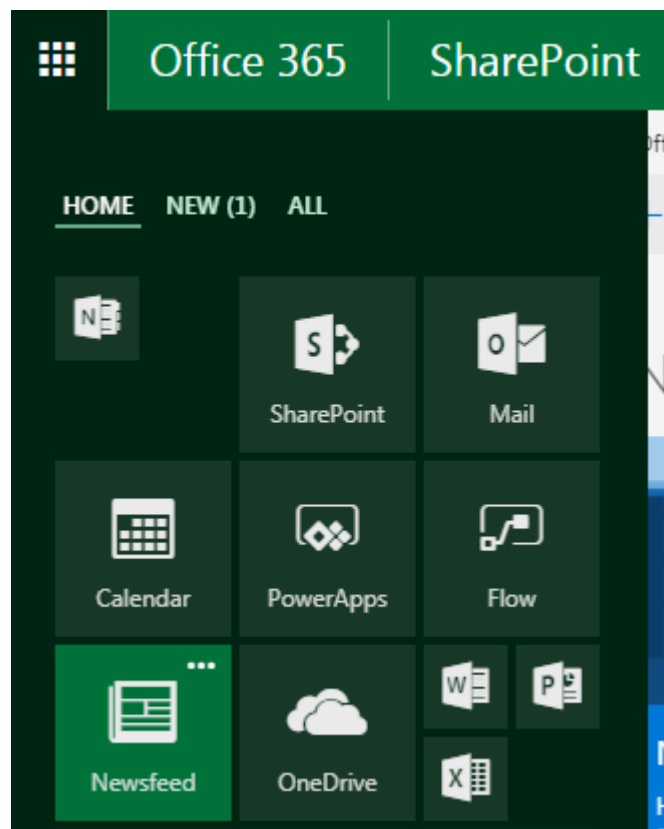 Office 365 SharePoint
HOME NEW (1) ALL
N
S
O
SharePoint Mail
Calendar PowerApps Flow
W P
Newsfeed OneDrive
X